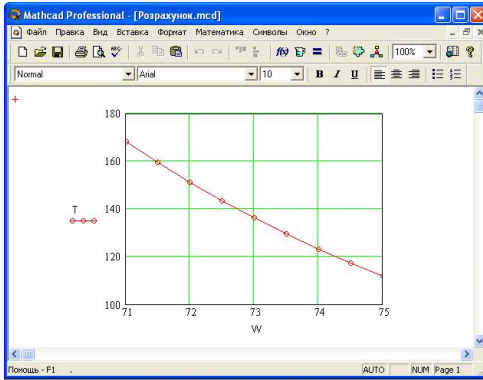 Mathcad Professional - [Розрахунок.mcd]
Файл Правка Вид Вставка Формат Математика Символы Окно ?
100%
Normal Arial 10 B I U
180
160
T
140
120
100
71 72 73 74 75
W
Помощь - F1 . AUTO NUM Page 1